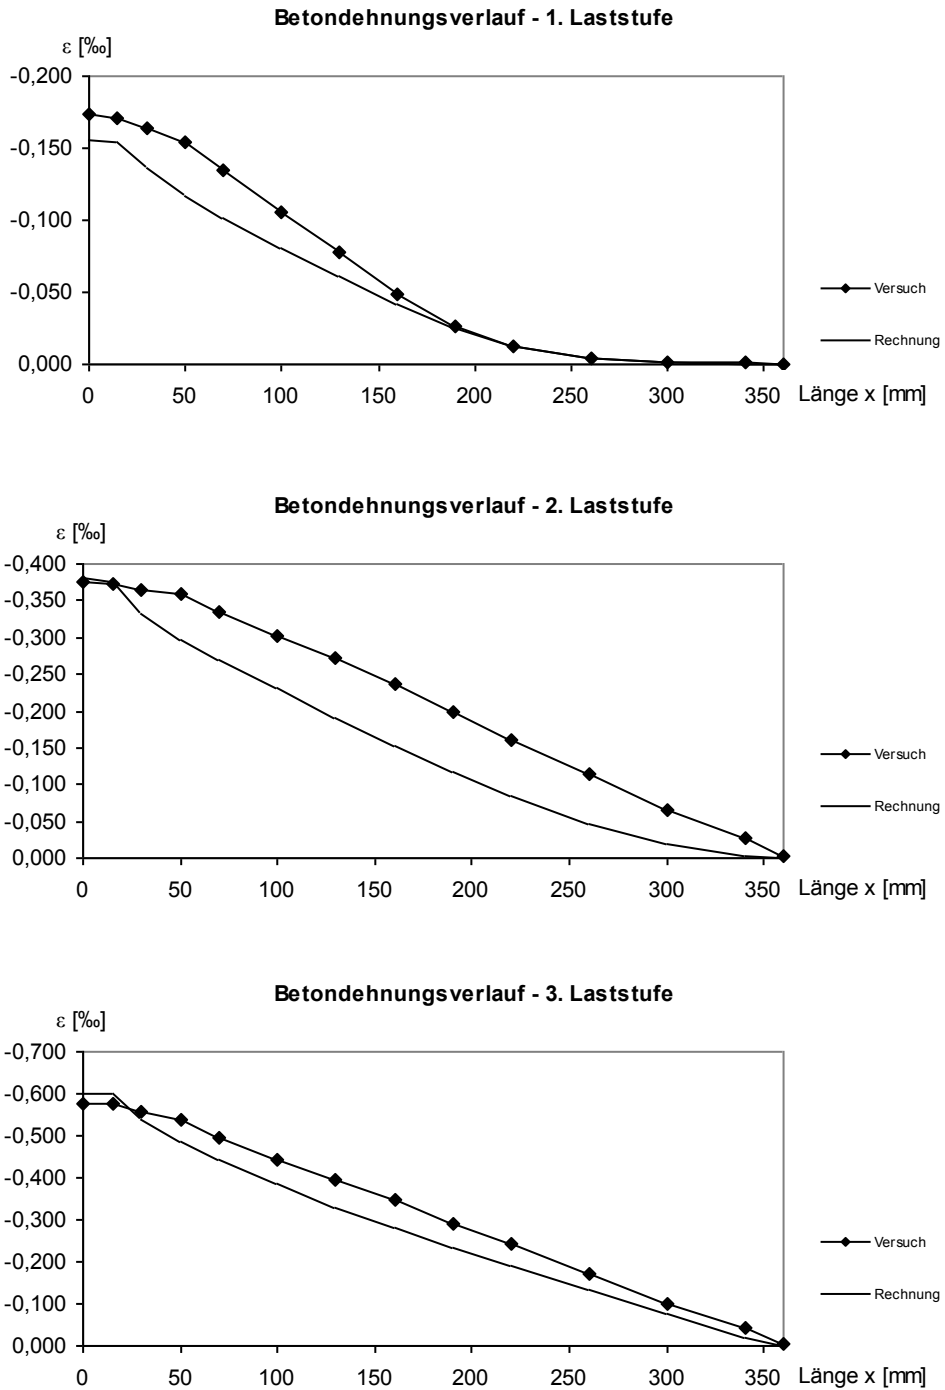 Betondehnungsverlauf - 1. Laststufe
ε [‰]
-0,200
-0,150
-0,100
-0,050
0,000
0 50 100 150 200 250 300 350 Länge x [mm]
Versuch
Rechnung
Betondehnungsverlauf - 2. Laststufe
ε [‰]
-0,400
-0,350
-0,300
-0,250
-0,200
-0,150
-0,100
-0,050
0,000
0 50 100 150 200 250 300 350 Länge x [mm]
Versuch
Rechnung
Betondehnungsverlauf - 3. Laststufe
ε [‰]
-0,700
-0,600
-0,500
-0,400
-0,300
-0,200
-0,100
0,000
0 50 100 150 200 250 300 350 Länge x [mm]
Versuch
Rechnung